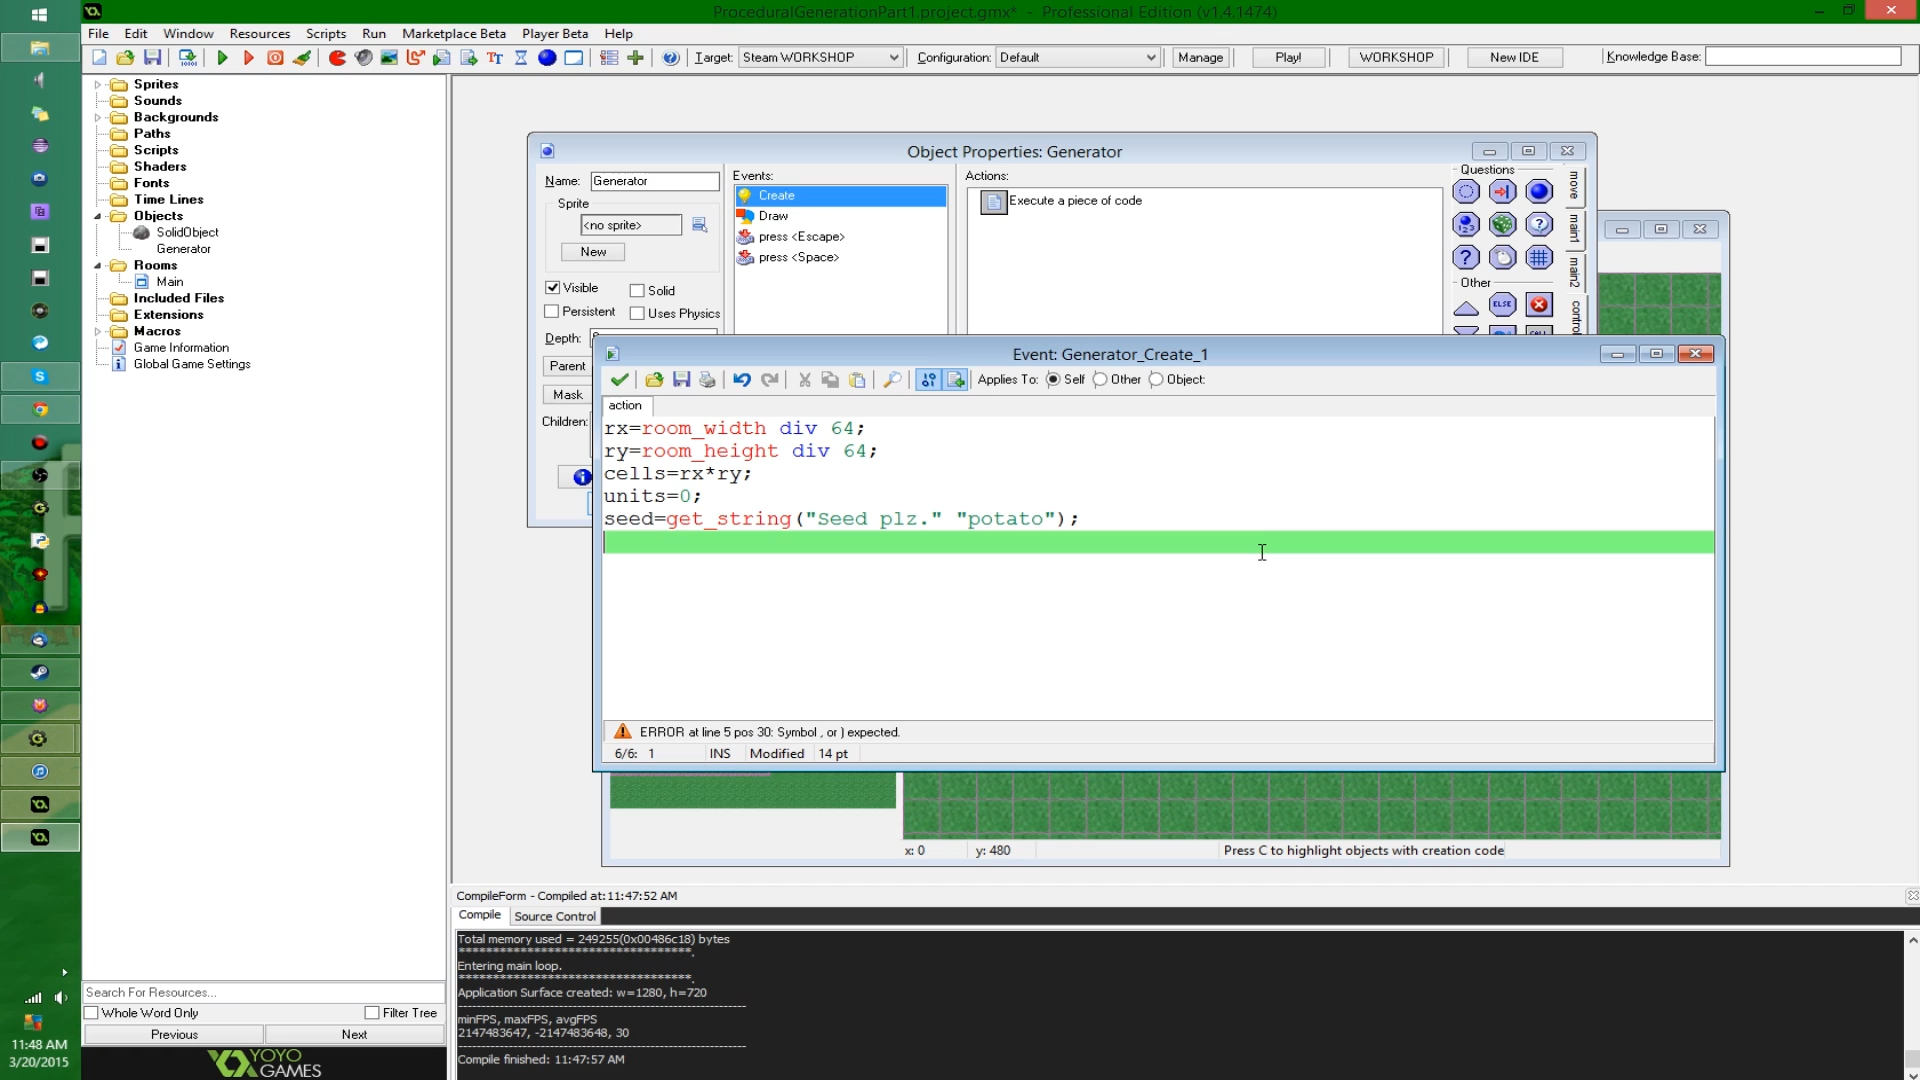 ProceduralGenerationPart1.project.gmx* - Professional Edition (v1.4.1474)
File Edit Window Resources Scripts Run Marketplace Beta Player Beta Help
Target: Steam WORKSHOP Configuration: Default Manage Play! WORKSHOP New IDE Knowledge Base:
Sprites
Sounds
Backgrounds
Paths
Scripts
Shaders
Fonts
Time Lines
Objects
SolidObject
Generator
Rooms
Main
Included Files
Extensions
Macros
Game Information
Global Game Settings
Object Properties: Generator
Name: Generator
Sprite
<no sprite>
New
Visible Solid
Persistent Uses Physics
Depth:
Parent
Mask
Children:
Events:
Create
Draw
press <Escape>
press <Space>
Actions:
Execute a piece of code
Questions
Other
ELSE
move
main1
main2
control
Event: Generator_Create_1
Applies To: Self Other Object:
action
rx=room_width div 64;
ry=room_height div 64;
cells=rx*ry;
units=0;
seed=get_string("Seed plz." "potato");
ERROR at line 5 pos 30: Symbol , or ) expected.
6/6: 1 INS Modified 14 pt
x: 0 y: 480 Press C to highlight objects with creation code
CompileForm - Compiled at:11:47:52 AM
Compile Source Control
Total memory used = 249255(0x00486c18) bytes
**********************************.
Entering main loop.
**********************************.
Application Surface created: w=1280, h=720
minFPS, maxFPS, avgFPS
2147483647, -2147483648, 30
Compile finished: 11:47:57 AM
Search For Resources...
Whole Word Only Filter Tree
Previous Next
YOYO
GAMES
11:48 AM
3/20/2015